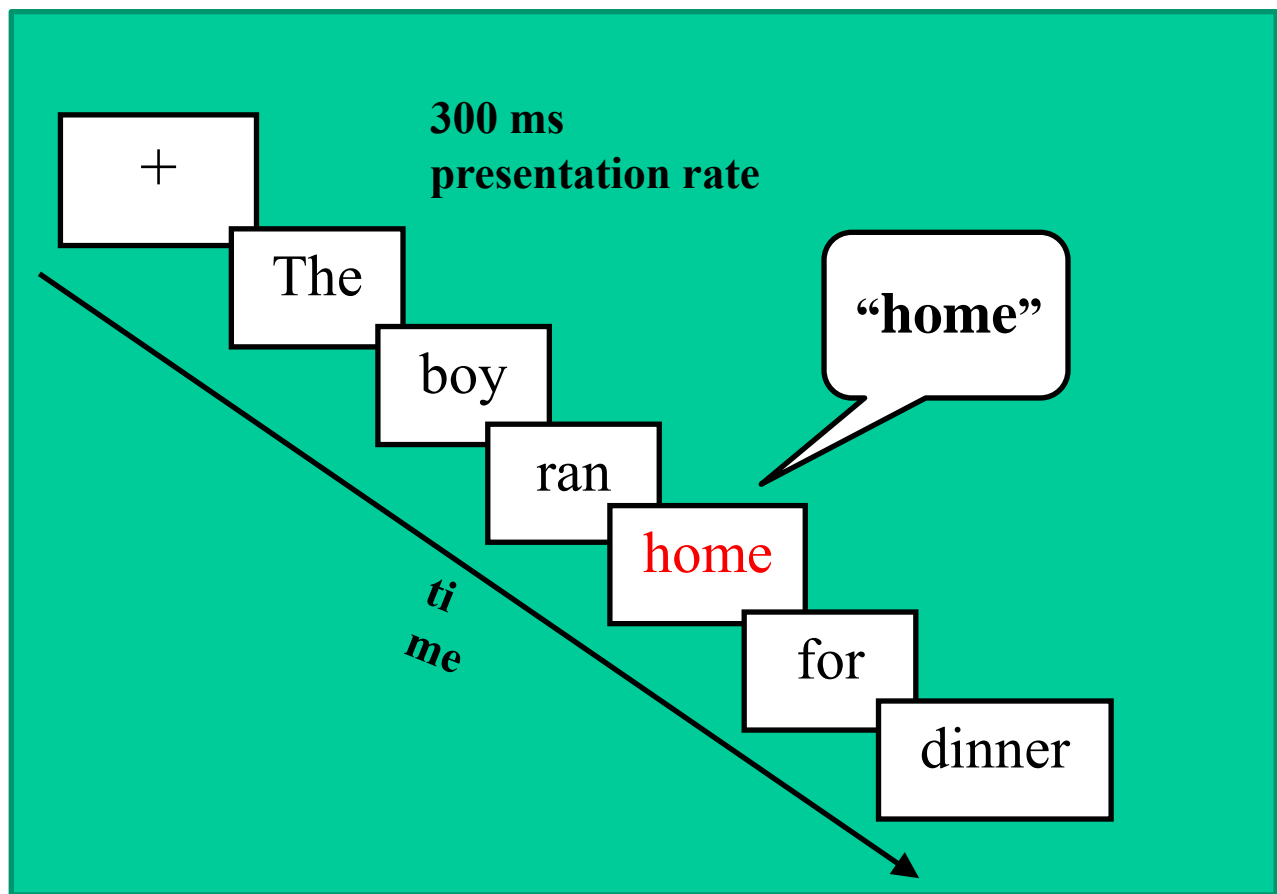 300 ms
presentation rate
+
The
boy
ran
“home”
home
for
dinner
ti
me